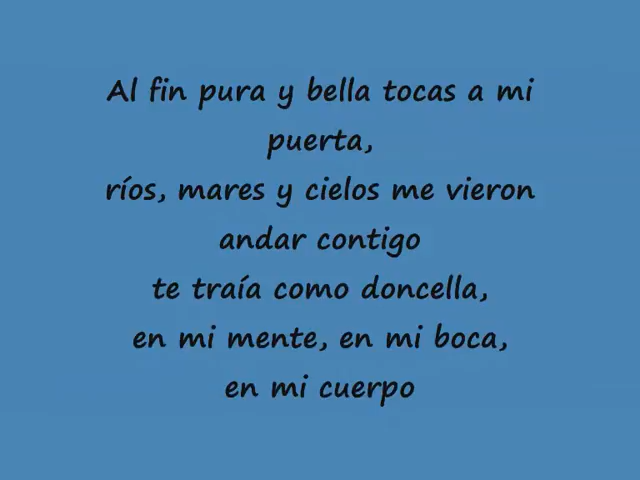 Al fin pura y bella tocas a mi
puerta,
ríos, mares y cielos me vieron
andar contigo
te traía como doncella,
en mi mente, en mi boca,
en mi cuerpo